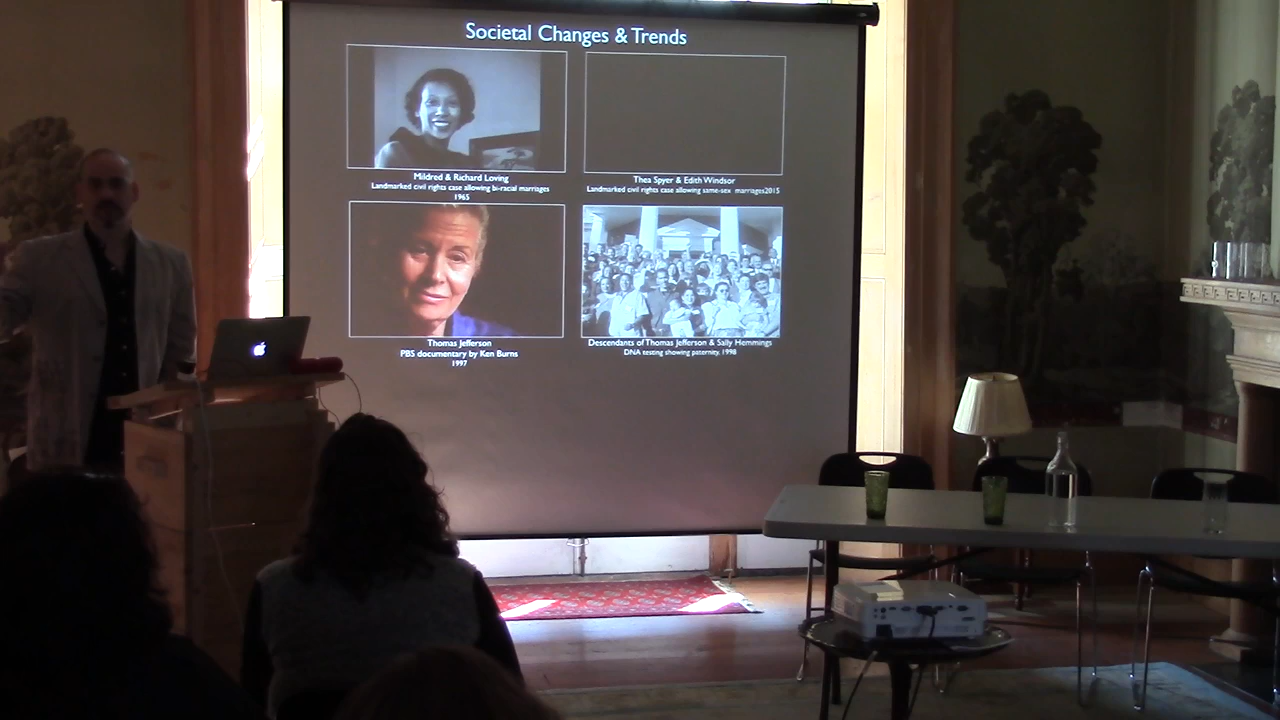 Societal Changes & Trends
Mildred & Richard Loving
Landmarked civil rights case allowing bi-racial marriages
1965
Thea Spyer & Edith Windsor
Landmarked civil rights case allowing same-sex marriages2015
Thomas Jefferson
PBS documentary by Ken Burns
1997
Descendants of Thomas Jefferson & Sally Hemmings
DNA testing showing paternity, 1998